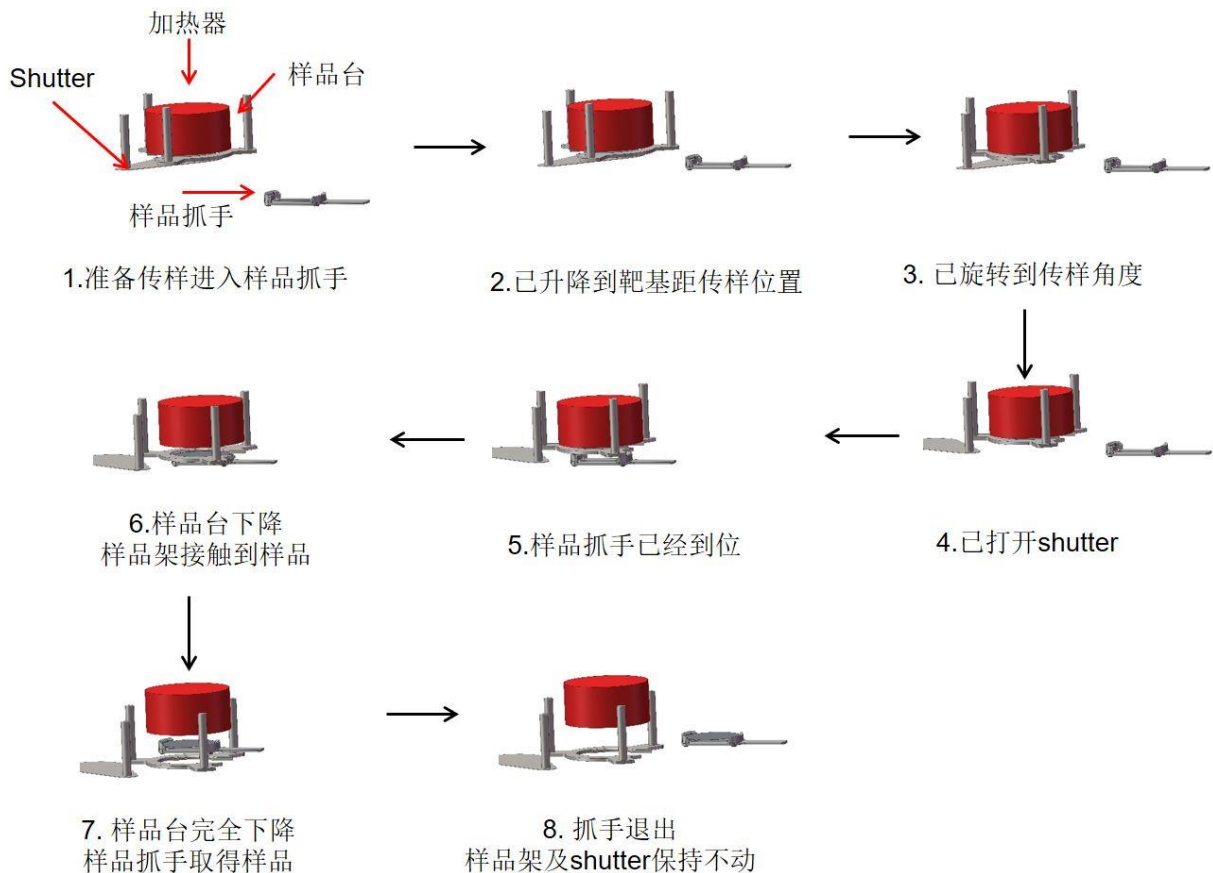 加热器
Shutter
样品台
样品抓手
1.准备传样进入样品抓手
2.已升降到靶基距传样位置
3. 已旋转到传样角度
6.样品台下降
样品架接触到样品
5.样品抓手已经到位
4.已打开shutter
7. 样品台完全下降
样品抓手取得样品
8. 抓手退出
样品架及shutter保持不动